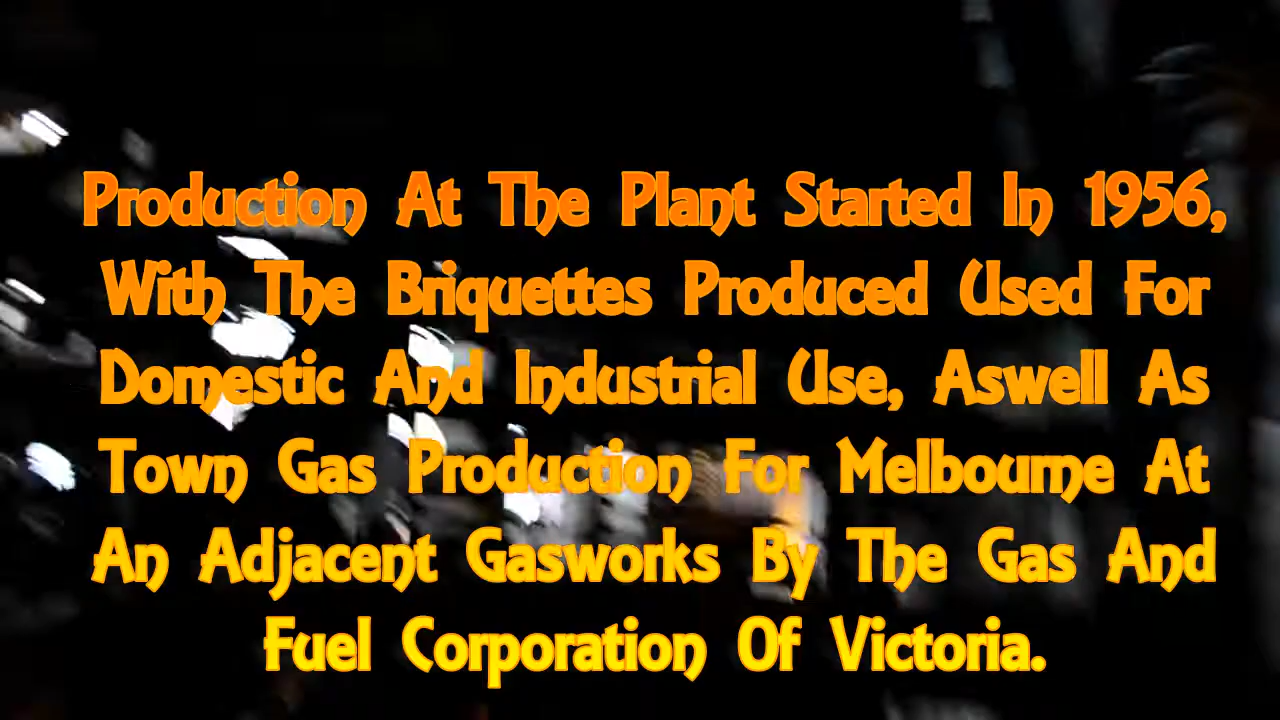 Production At The Plant Started In 1956,
With The Briquettes Produced Used For
Domestic And Industrial Use, Aswell As
Town Gas Production For Melbourne At
An Adjacent Gasworks By The Gas And
Fuel Corporation Of Victoria.